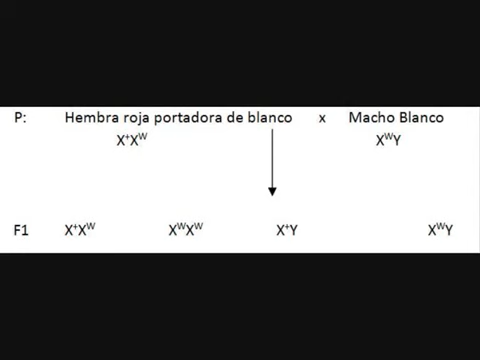 P: Hembra roja portadora de blanco x Macho Blanco
X⁺Xᵂ XᵂY
F1 X⁺Xᵂ XᵂXᵂ X⁺Y XᵂY